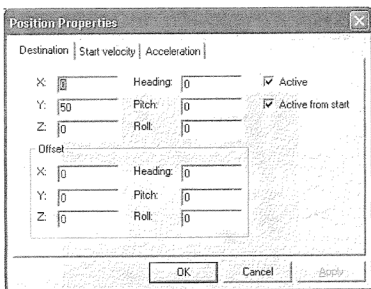 Position Properties
Destination Start velocity Acceleration
X: 0 Heading: 0 Active
Y: 50 Pitch: 0 Active from start
Z: 0 Roll: 0
Offset
X: 0 Heading: 0
Y: 0 Pitch: 0
Z: 0 Roll: 0
OK Cancel Apply